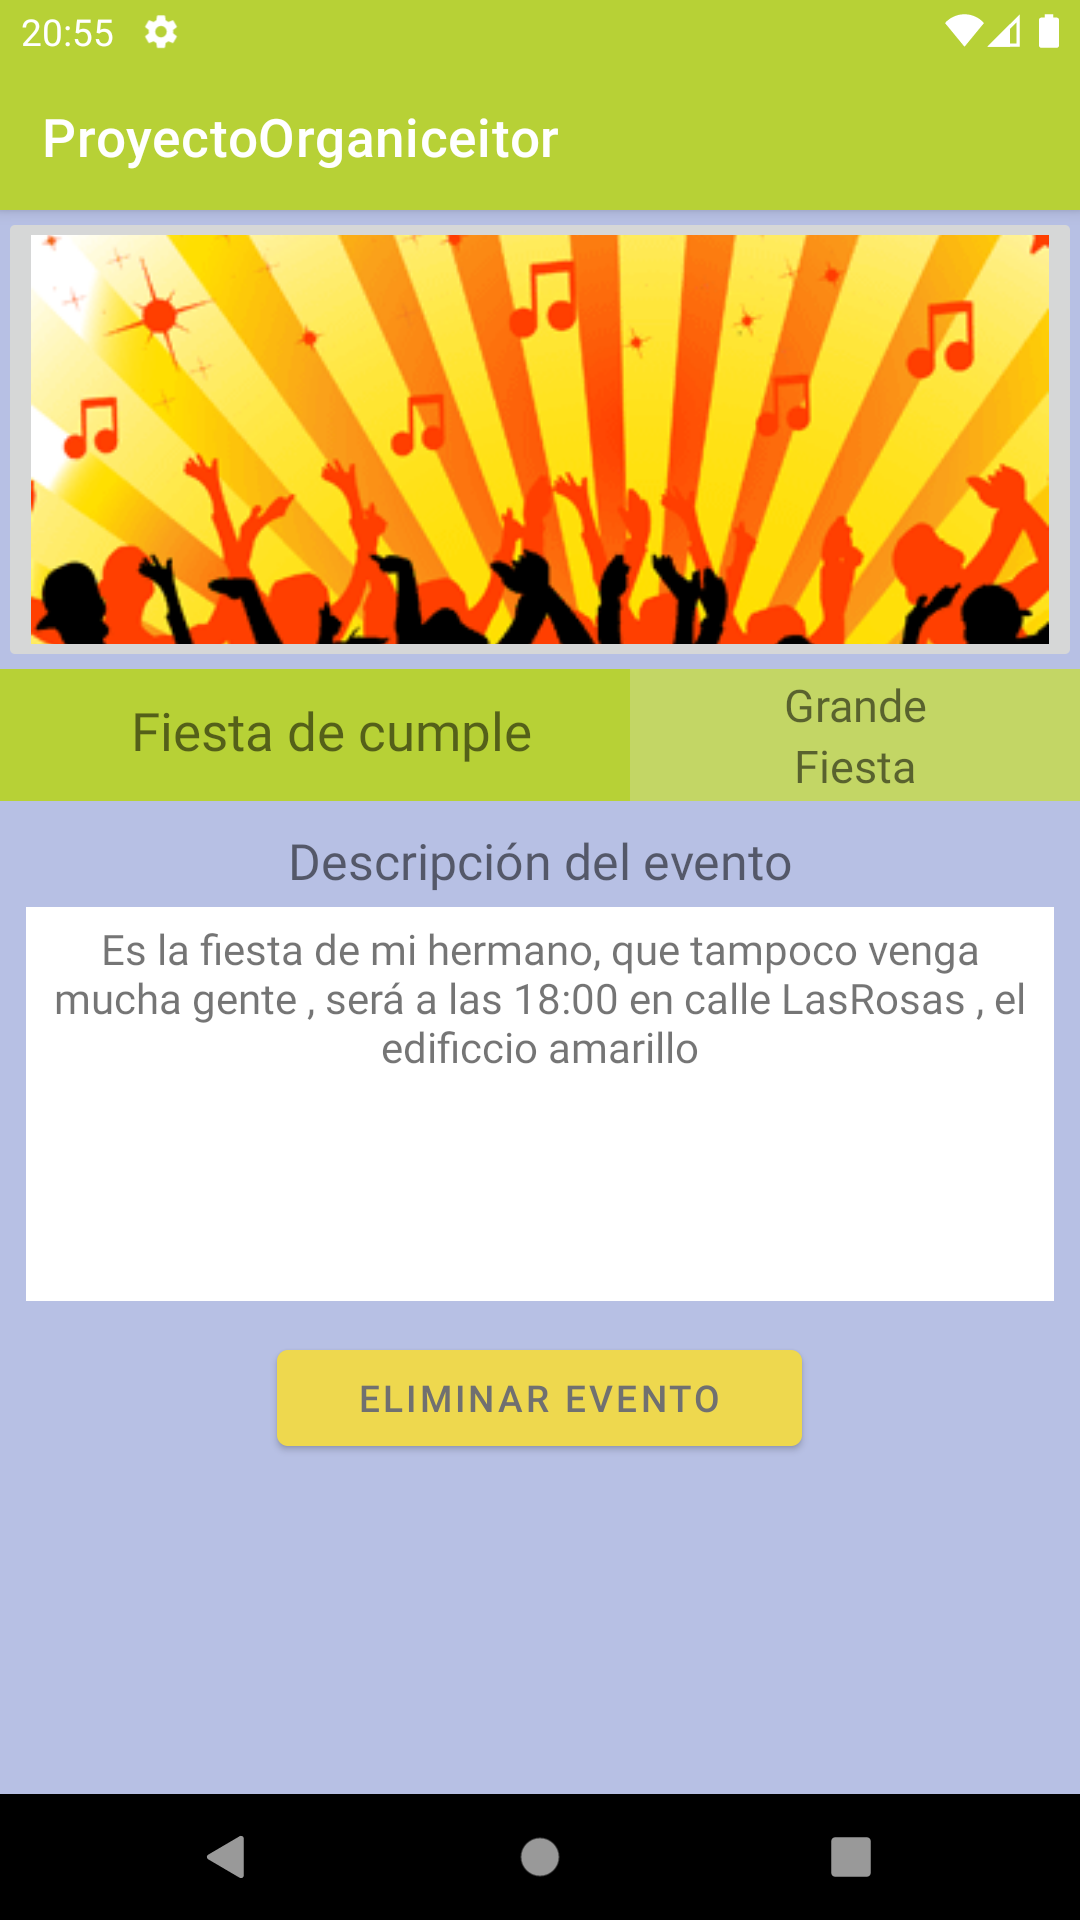 20:55
ProyectoOrganiceitor
Fiesta de cumple
Grande
Fiesta
Descripción del evento
Es la fiesta de mi hermano, que tampoco venga
mucha gente , será a las 18:00 en calle LasRosas , el
edificcio amarillo
ELIMINAR EVENTO